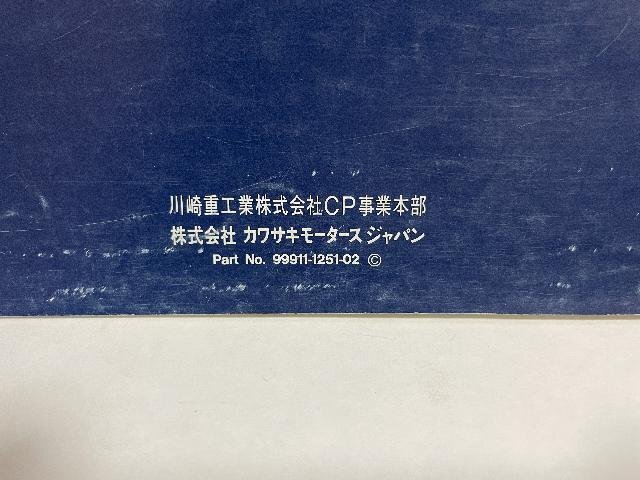 川崎重工業株式会社CP事業本部
株式会社 カワサキモータースジャパン
Part No. 99911-1251-02 ©